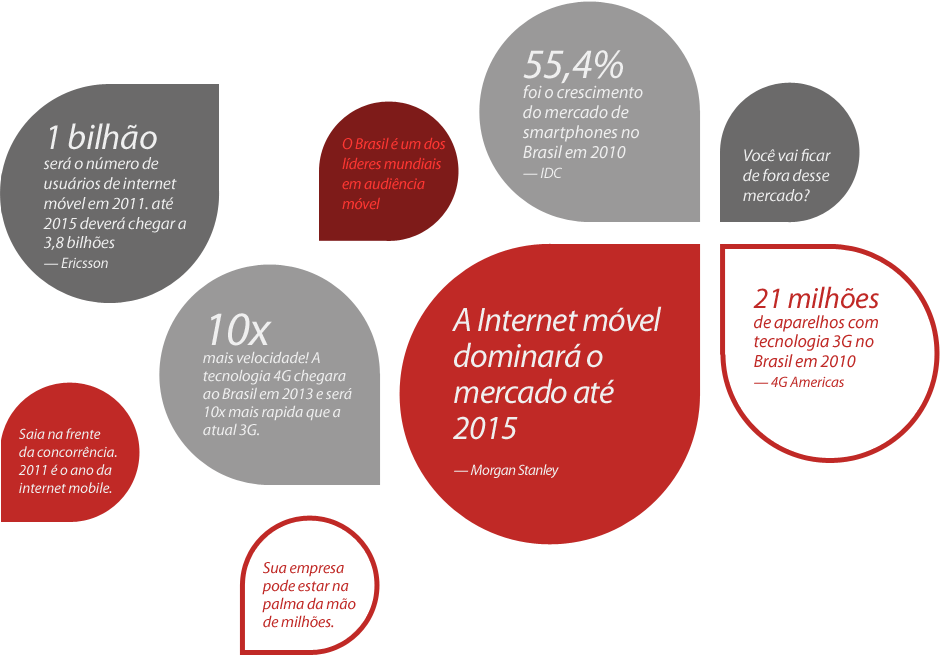 55,4%
foi o crescimento
do mercado de
smartphones no
Brasil em 2010
— IDC
1 bilhão
será o número de
usuários de internet
móvel em 2011. até
2015 deverá chegar a
3,8 bilhões
— Ericsson
O Brasil é um dos
líderes mundiais
em audiência
móvel
Você vai ficar
de fora desse
mercado?
10x
mais velocidade! A
tecnologia 4G chegara
ao Brasil em 2013 e será
10x mais rapida que a
atual 3G.
A Internet móvel
dominará o
mercado até
2015
— Morgan Stanley
21 milhões
de aparelhos com
tecnologia 3G no
Brasil em 2010
— 4G Americas
Saia na frente
da concorrência.
2011 é o ano da
internet mobile.
Sua empresa
pode estar na
palma da mão
de milhões.